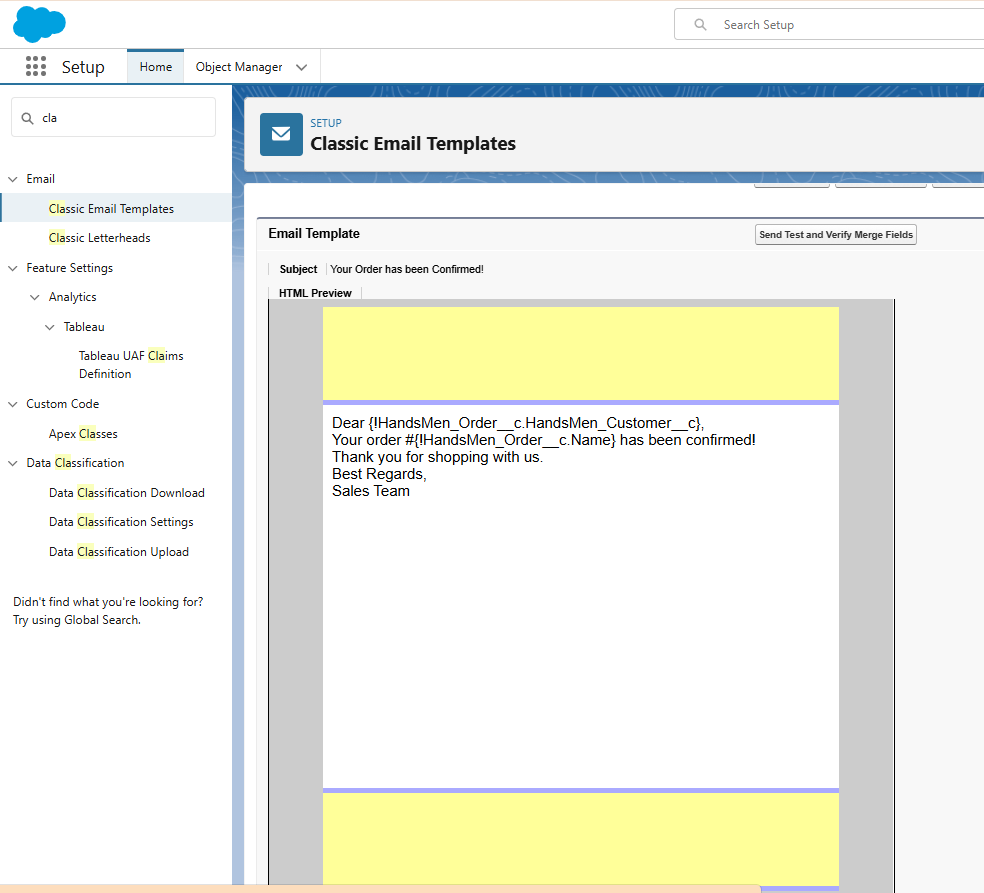 Search Setup
Setup
Home
Object Manager
cla
Email
Classic Email Templates
Classic Letterheads
Feature Settings
Analytics
Tableau
Tableau UAF Claims
Definition
Custom Code
Apex Classes
Data Classification
Data Classification Download
Data Classification Settings
Data Classification Upload
Didn't find what you're looking for?
Try using Global Search.
SETUP
Classic Email Templates
Email Template
Send Test and Verify Merge Fields
Subject Your Order has been Confirmed!
HTML Preview
Dear {!HandsMen_Order__c.HandsMen_Customer__c},
Your order #{!HandsMen_Order__c.Name} has been confirmed!
Thank you for shopping with us.
Best Regards,
Sales Team